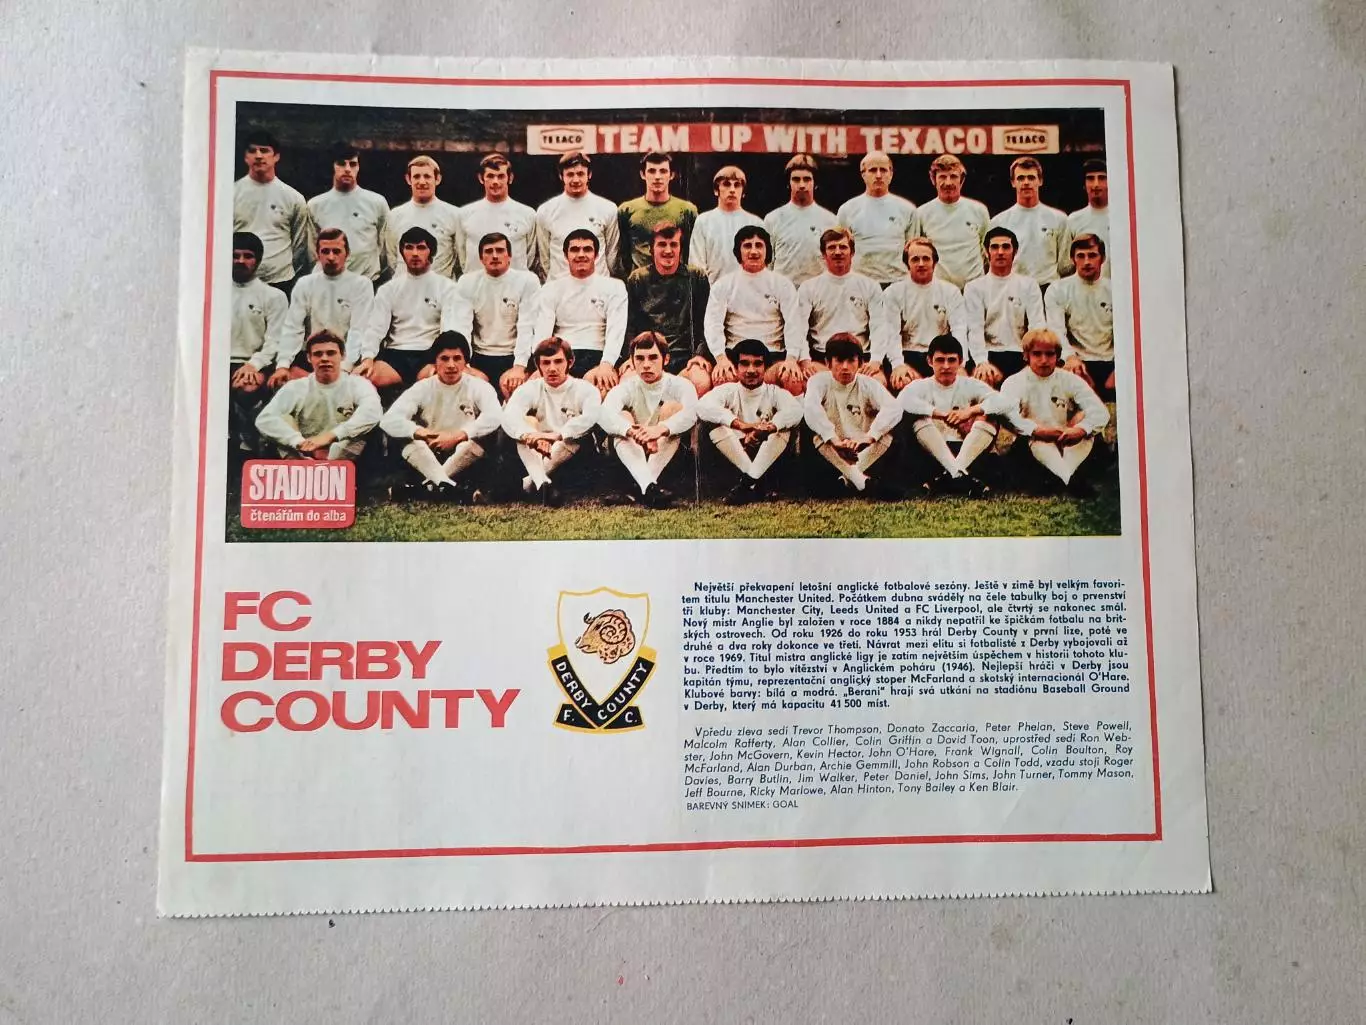 TEXACO TEAM UP WITH TEXACO TEXACO
STADIÓN
čtenářům do alba
FC
DERBY
COUNTY
DERBY COUNTY
F. C.
Největší překvapení letošní anglické fotbalové sezóny. Ještě v zimě byl velkým favori-
tem titulu Manchester United. Počátkem dubna sváděly na čele tabulky boj o prvenství
tři kluby: Manchester City, Leeds United a FC Liverpool, ale čtvrtý se nakonec smál.
Nový mistr Anglie byl založen v roce 1884 a nikdy nepatřil ke špičkám fotbalu na brit-
ských ostrovech. Od roku 1926 do roku 1953 hrál Derby County v první lize, poté ve
druhé a dva roky dokonce ve třetí. Návrat mezi elitu si fotbalisté z Derby vybojovali až
v roce 1969. Titul mistra anglické ligy je zatím největším úspěchem v historii tohoto klu-
bu. Předtím to bylo vítězství v Anglickém poháru (1946). Nejlepší hráči v Derby jsou
kapitán týmu, reprezentační anglický stoper McFarland a skotský internacionál O'Hare.
Klubové barvy: bílá a modrá. „Berani" hrají svá utkání na stadiónu Baseball Ground
v Derby, který má kapacitu 41 500 míst.
Vpředu zleva sedí Trevor Thompson, Donato Zaccaria, Peter Phelan, Steve Powell,
Malcolm Rafferty, Alan Collier, Colin Griffin a David Toon, uprostřed sedí Ron Web-
ster, John McGovern, Kevin Hector, John O'Hare, Frank Wignall, Colin Boulton, Roy
McFarland, Alan Durban, Archie Gemmill, John Robson a Colin Todd, vzadu stojí Roger
Davies, Barry Butlin, Jim Walker, Peter Daniel, John Sims, John Turner, Tommy Mason,
Jeff Bourne, Ricky Marlowe, Alan Hinton, Tony Bailey a Ken Blair.
BAREVNÝ SNÍMEK: GOAL